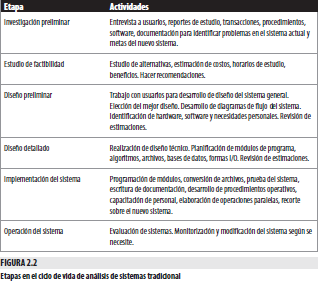 Etapa Actividades
Investigación preliminar Entrevista a usuarios, reportes de estudio, transacciones, procedimientos,
software, documentación para identificar problemas en el sistema actual y
metas del nuevo sistema.
Estudio de factibilidad Estudio de alternativas, estimación de costos, horarios de estudio,
beneficios. Hacer recomendaciones.
Diseño preliminar Trabajo con usuarios para desarrollo de diseño del sistema general.
Elección del mejor diseño. Desarrollo de diagramas de flujo del sistema.
Identificación de hardware, software y necesidades personales. Revisión de
estimaciones.
Diseño detallado Realización de diseño técnico. Planificación de módulos de programa,
algoritmos, archivos, bases de datos, formas I/O. Revisión de estimaciones.
Implementación del sistema Programación de módulos, conversión de archivos, prueba del sistema,
escritura de documentación, desarrollo de procedimientos operativos,
capacitación de personal, elaboración de operaciones paralelas, recorte
sobre el nuevo sistema.
Operación del sistema Evaluación de sistemas. Monitorización y modificación del sistema según se
necesite.
FIGURA 2.2
Etapas en el ciclo de vida de análisis de sistemas tradicional